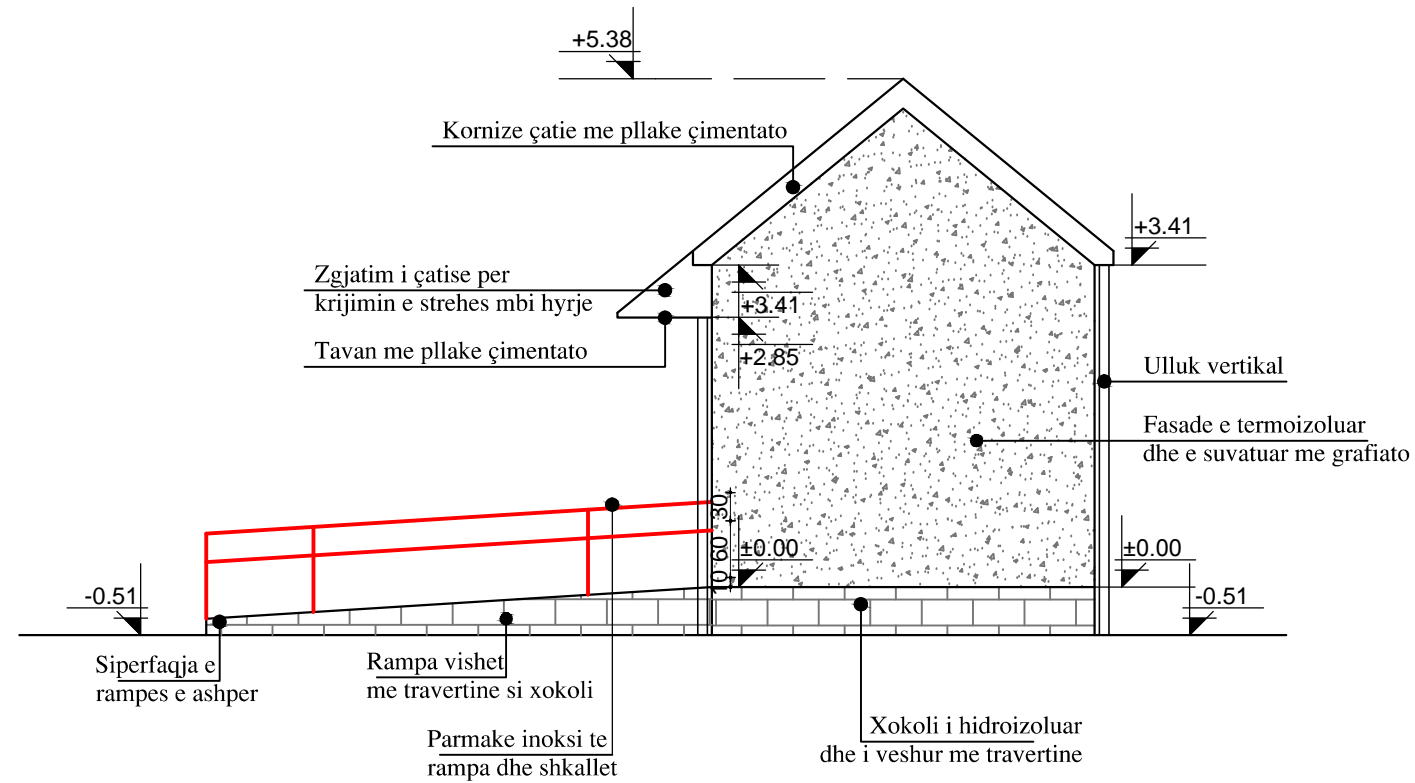 +5.38
Kornize çatie me pllake çimentato
+3.41
Zgjatim i çatise per
krijimin e strehes mbi hyrje
+3.41
Tavan me pllake çimentato
+2.85
Ulluk vertikal
Fasade e termoizoluar
dhe e suvatuar me grafiato
30
60
10
±0.00
±0.00
-0.51
-0.51
Siperfaqja e
rampes e ashper
Rampa vishet
me travertine si xokoli
Parmake inoksi te
rampa dhe shkallet
Xokoli i hidroizoluar
dhe i veshur me travertine